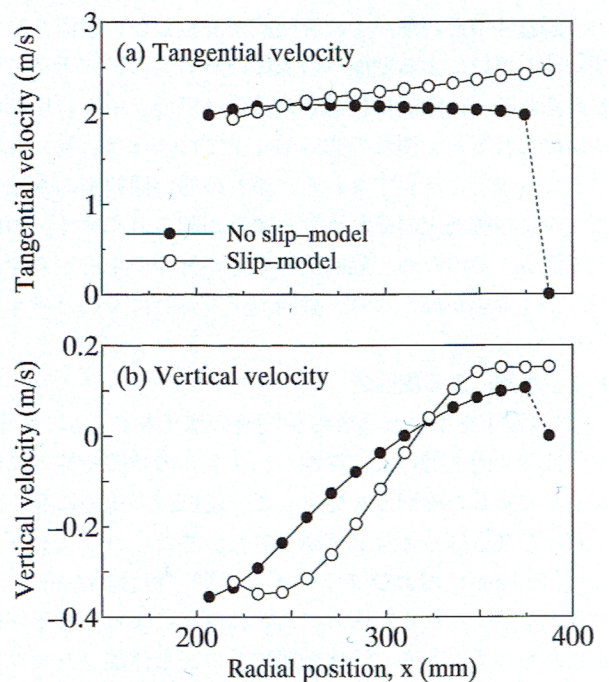 3
(a) Tangential velocity
2
1
No slip–model
Slip–model
0
Tangential velocity (m/s)
0.2
(b) Vertical velocity
0
–0.2
–0.4
Vertical velocity (m/s)
200
300
400
Radial position, x (mm)